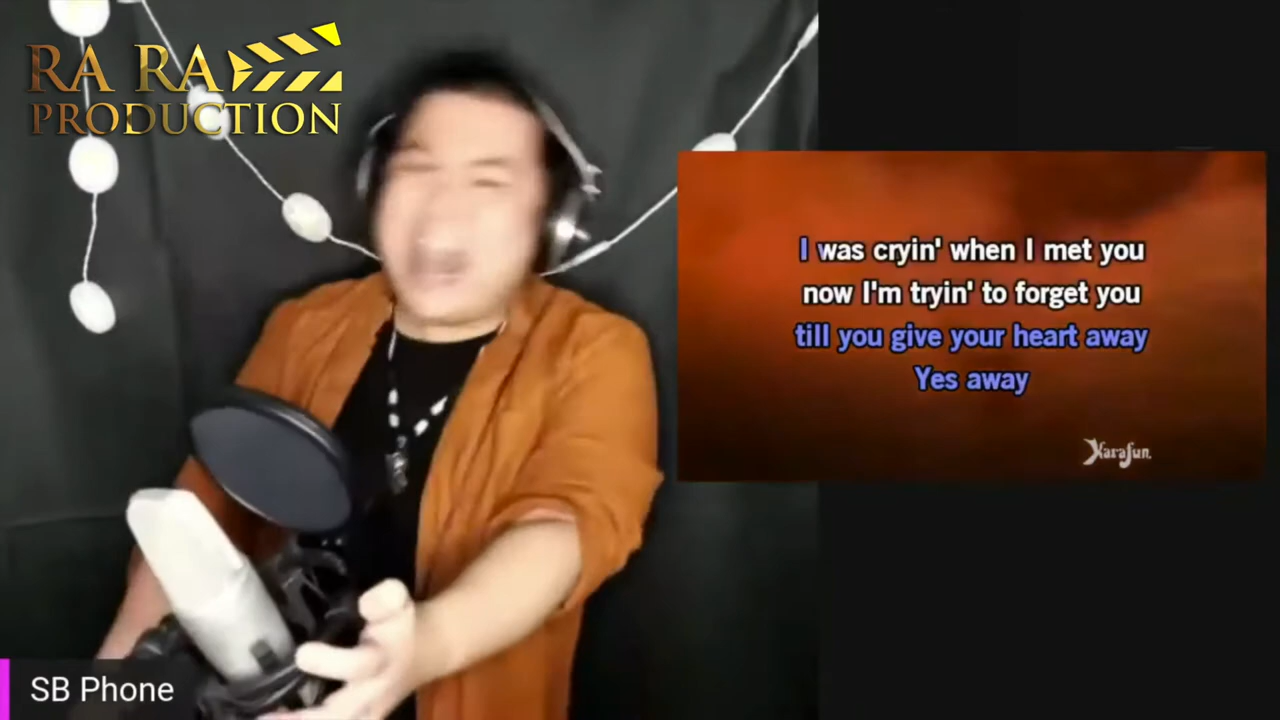 RA RA
PRODUCTION
I was cryin' when I met you
now I'm tryin' to forget you
till you give your heart away
Yes away
Karafun.
SB Phone